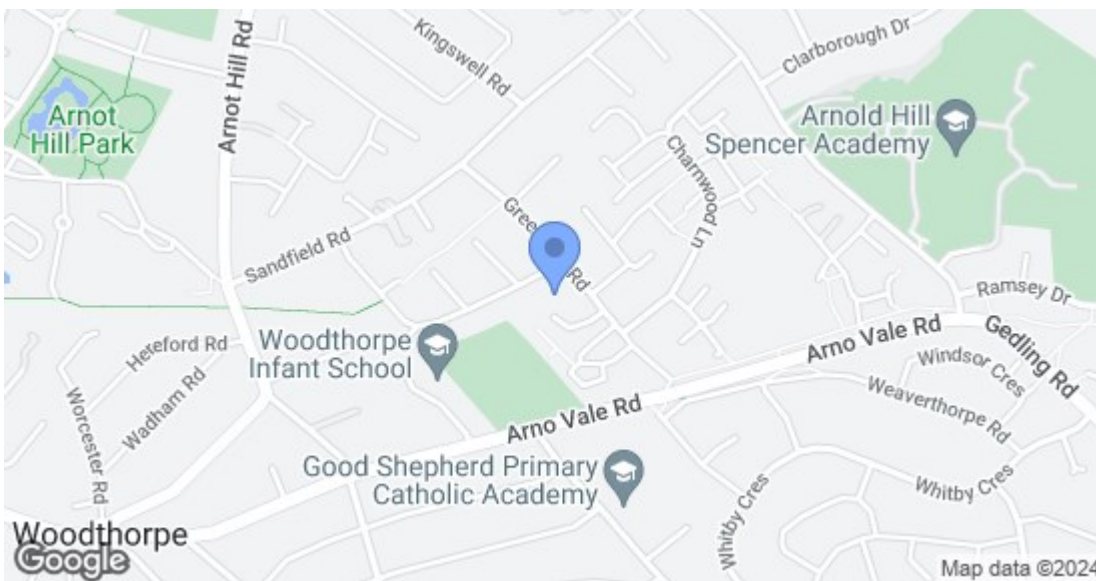 Kingswell Rd
Clarborough Dr
Arnot Hill Rd
Arnot
Hill Park
Arnold Hill
Spencer Academy
Charnwood Ln
Rd
Sandfield Rd
Ramsey Dr
Woodthorpe
Infant School
Hereford Rd
Wadham Rd
Worcester Rd
Arno Vale Rd
Gedling Rd
Windsor Cres
Weaverthorpe Rd
Arno Vale Rd
Good Shepherd Primary
Catholic Academy
Whitby Cres
Whitby Cres
Woodthorpe
Google
Map data ©2024